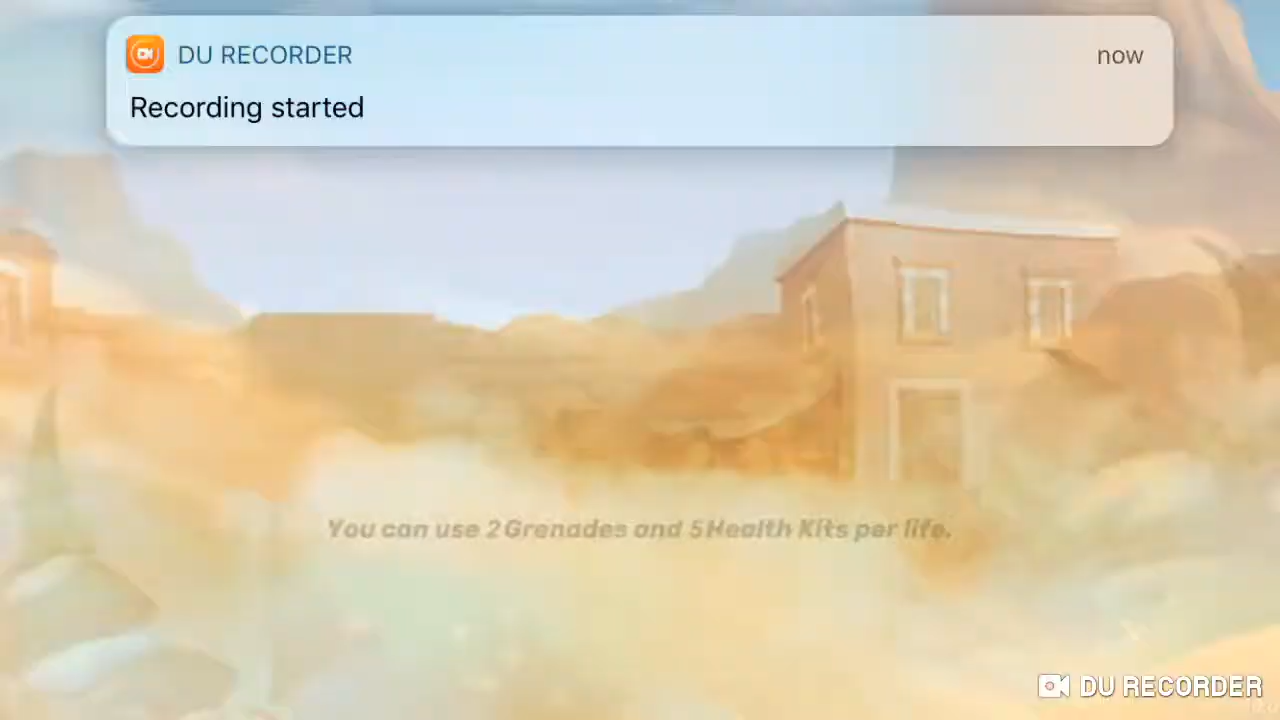 DU RECORDER
now
Recording started
You can use 2 Grenades and 5 Health Kits per life.
DU RECORDER